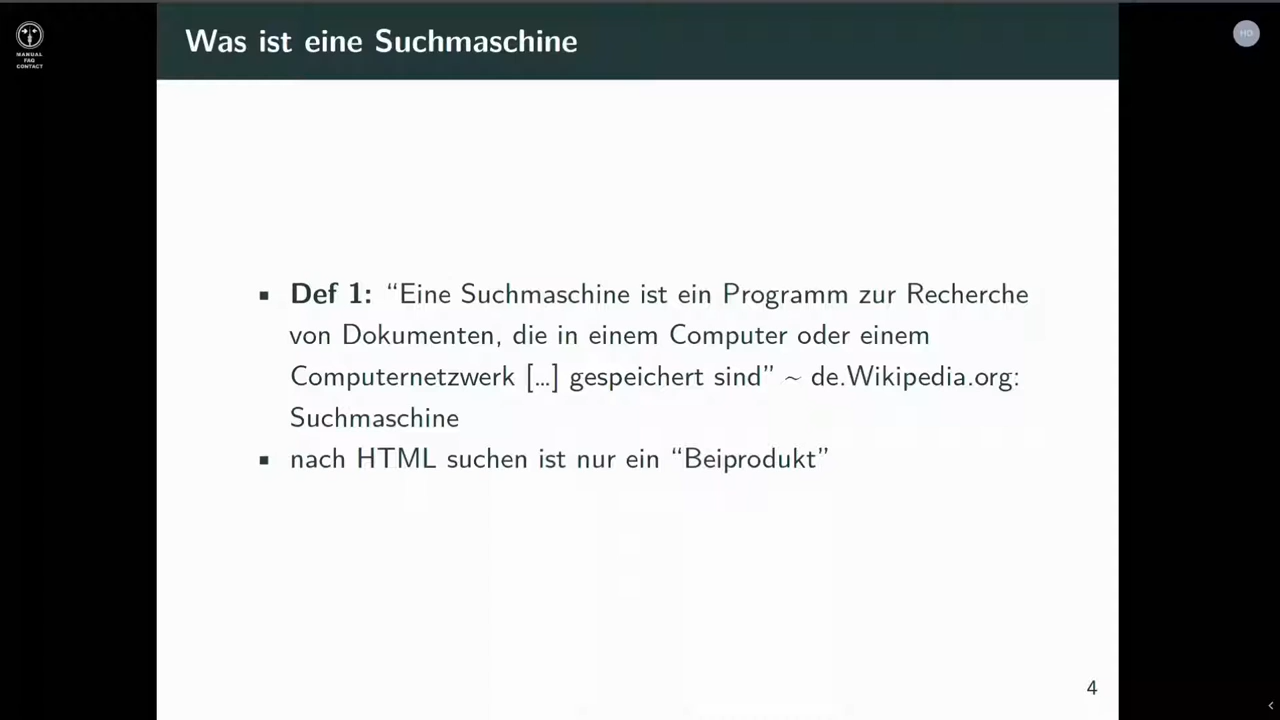 Was ist eine Suchmaschine
MANUAL
FAQ
CONTACT
HO
▪ Def 1: “Eine Suchmaschine ist ein Programm zur Recherche
von Dokumenten, die in einem Computer oder einem
Computernetzwerk [...] gespeichert sind” ~ de.Wikipedia.org:
Suchmaschine
▪ nach HTML suchen ist nur ein “Beiprodukt”
4